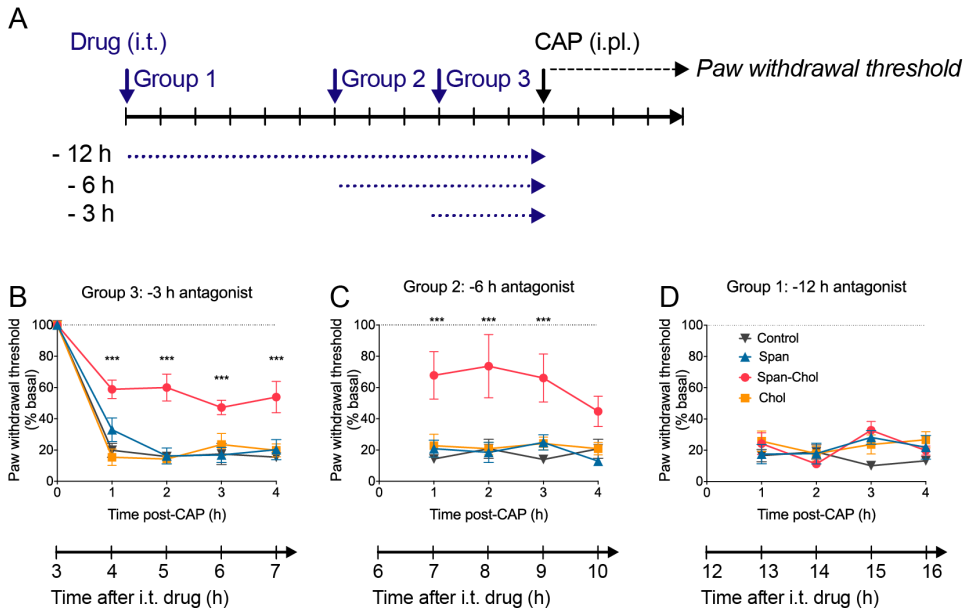 A
Drug (i.t.)
CAP (i.pl.)
Group 1
Group 2
Group 3
Paw withdrawal threshold
- 12 h
- 6 h
- 3 h
B
Group 3: -3 h antagonist
Paw withdrawal threshold
(% basal)
100
80
60
40
20
0
*** *** *** ***
0 1 2 3 4
Time post-CAP (h)
3 4 5 6 7
Time after i.t. drug (h)
C
Group 2: -6 h antagonist
Paw withdrawal threshold
(% basal)
100
80
60
40
20
0
*** *** ***
0 1 2 3 4
Time post-CAP (h)
6 7 8 9 10
Time after i.t. drug (h)
D
Group 1: -12 h antagonist
Paw withdrawal threshold
(% basal)
100
80
60
40
20
0
Control
Span
Span-Chol
Chol
0 1 2 3 4
Time post-CAP (h)
12 13 14 15 16
Time after i.t. drug (h)